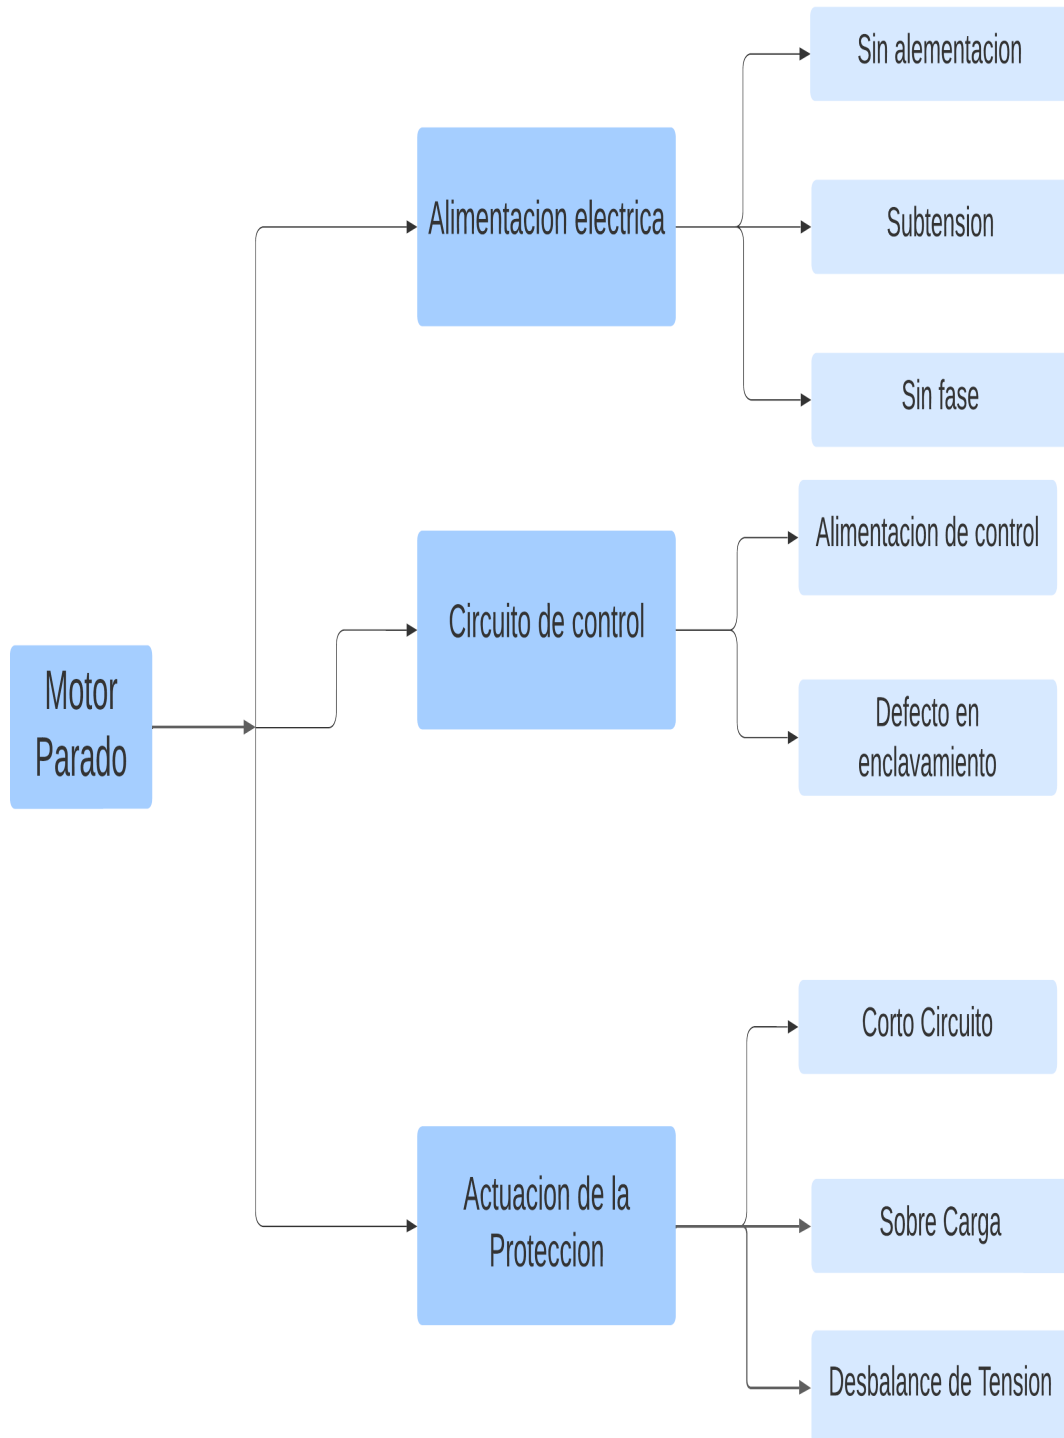 Motor
Parado
Alimentacion electrica
Sin alementacion
Subtension
Sin fase
Circuito de control
Alimentacion de control
Defecto en
enclavamiento
Actuacion de la
Proteccion
Corto Circuito
Sobre Carga
Desbalance de Tension